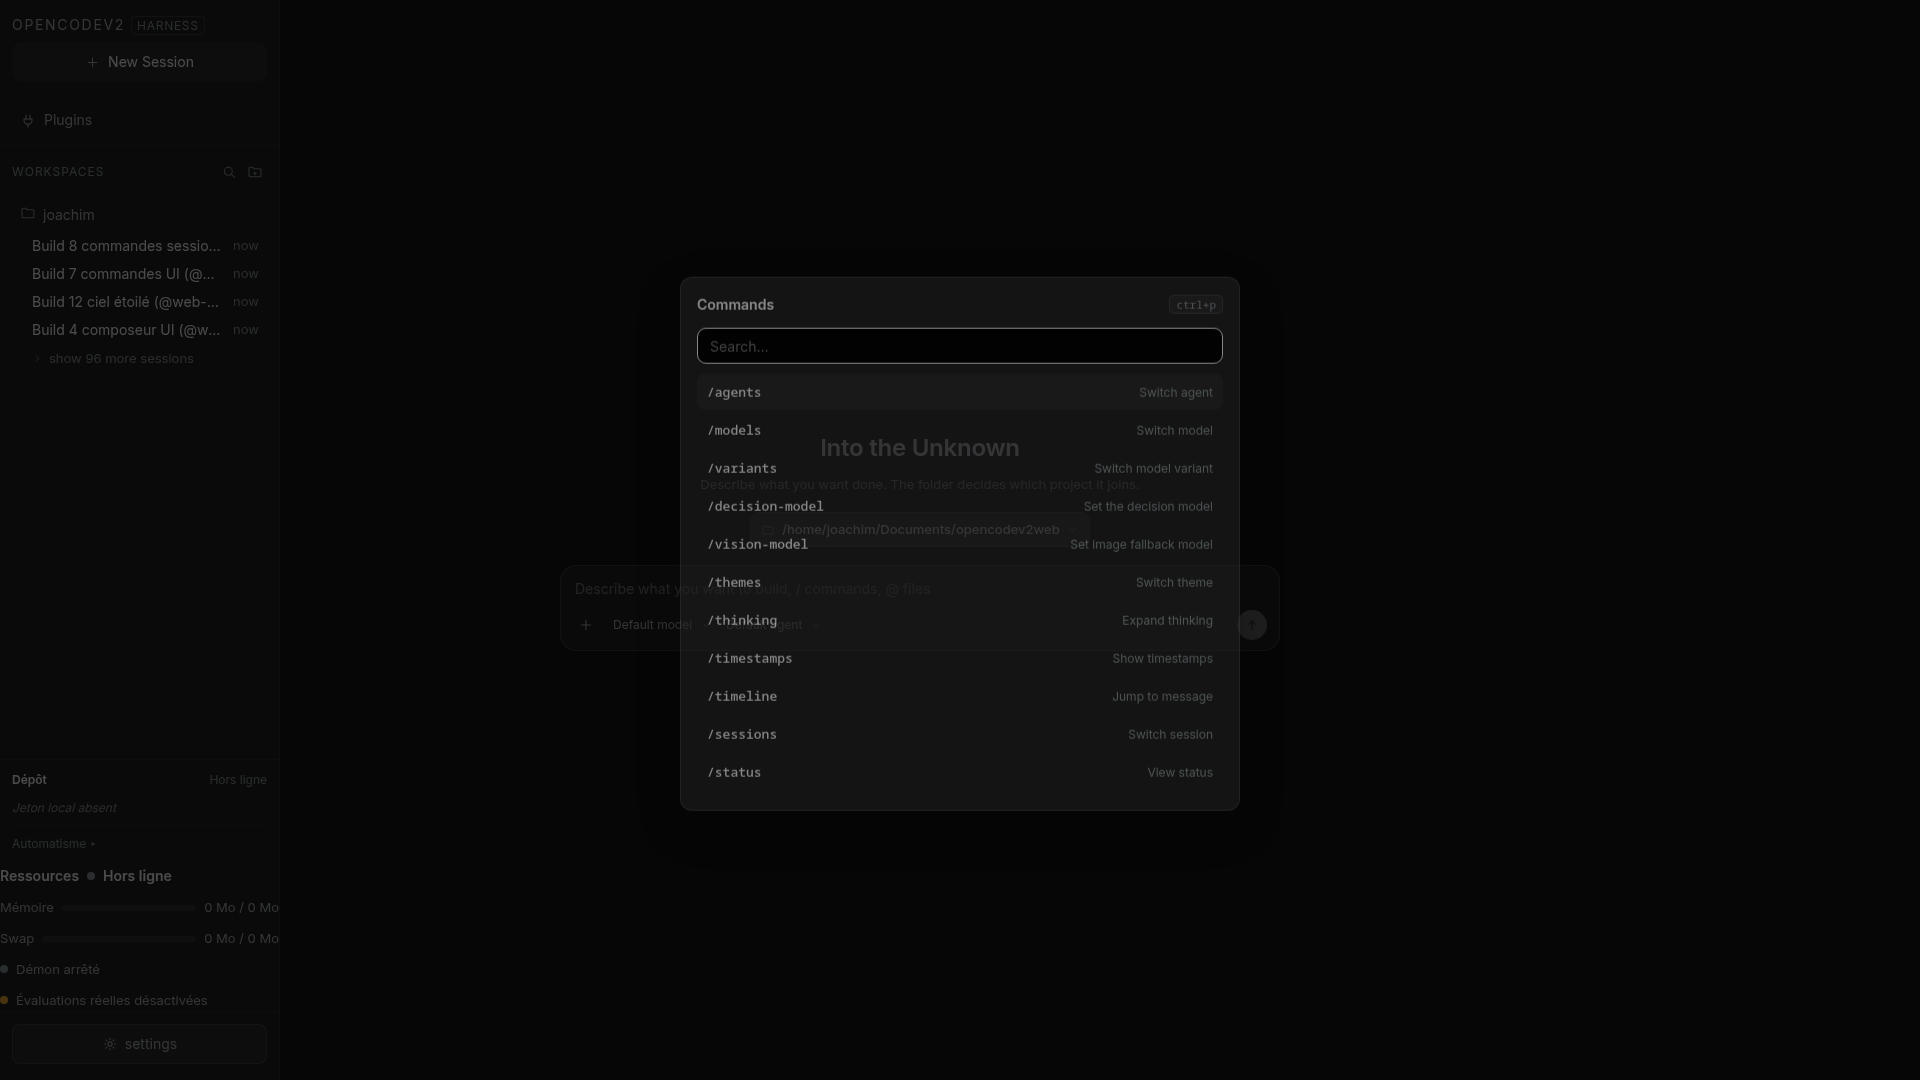 OPENCODEV2 HARNESS
New Session
Plugins
WORKSPACES
joachim
Build 8 commandes sessio... now
Build 7 commandes UI (@... now
Build 12 ciel étoilé (@web-... now
Build 4 composeur UI (@w... now
show 96 more sessions
Dépôt Hors ligne
Jeton local absent
Automatisme
Ressources Hors ligne
Mémoire 0 Mo / 0 Mo
Swap 0 Mo / 0 Mo
Démon arrêté
Évaluations réelles désactivées
settings
Commands ctrl+p
Search...
/agents Switch agent
/models Switch model
/variants Switch model variant
/decision-model Set the decision model
/vision-model Set image fallback model
/themes Switch theme
/thinking Expand thinking
/timestamps Show timestamps
/timeline Jump to message
/sessions Switch session
/status View status
Into the Unknown
Describe what you want done. The folder decides which project it joins.
/home/joachim/Documents/opencodev2web
Describe what you want to build, / commands, @ files
Default model Default agent